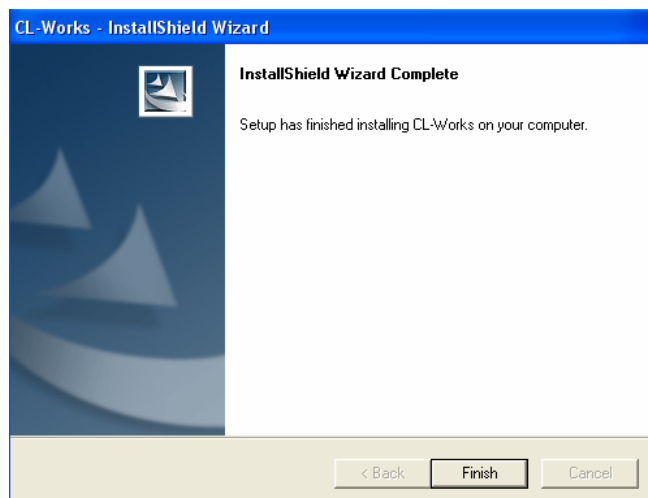 CL-Works - InstallShield Wizard
InstallShield Wizard Complete
Setup has finished installing CL-Works on your computer.
< Back
Finish
Cancel